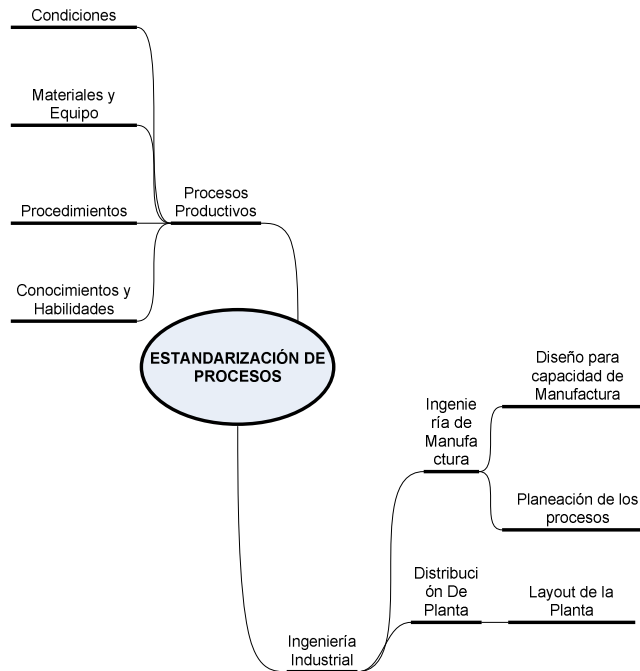 Condiciones
Materiales y
Equipo
Procedimientos
Conocimientos y
Habilidades
Procesos
Productivos
ESTANDARIZACIÓN DE
PROCESOS
Diseño para
capacidad de
Manufactura
Ingenie
ría de
Manufa
ctura
Planeación de los
procesos
Distribuci
ón De
Planta
Layout de la
Planta
Ingeniería
Industrial